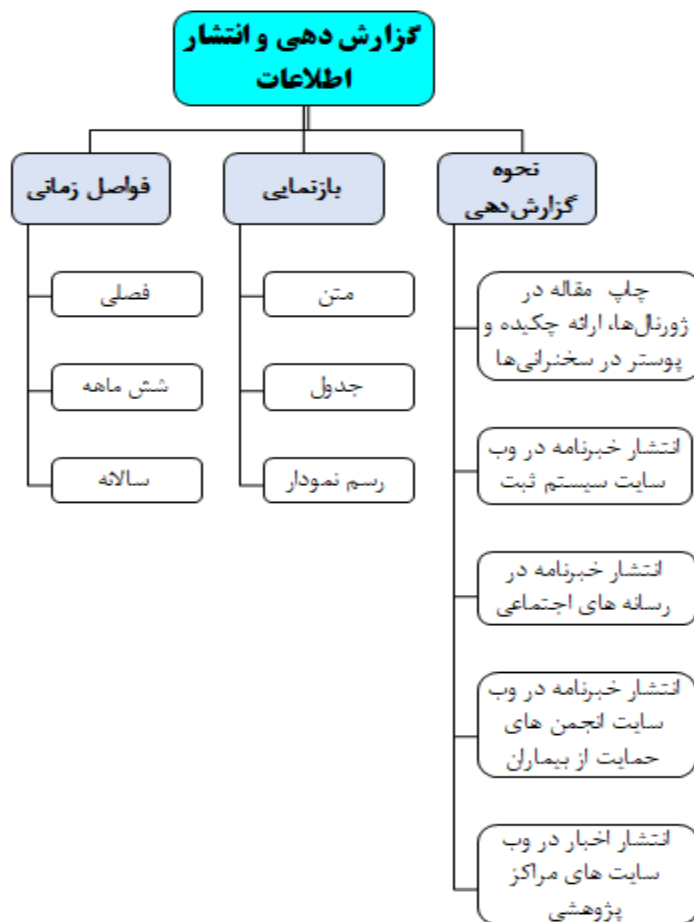 گزارش دهی و انتشار
اطلاعات
نحوه
گزارش‌دهی
چاپ مقاله در
ژورنال‌ها، ارائه چکیده و
پوستر در سخنرانی‌ها
انتشار خبرنامه در وب
سایت سیستم ثبت
انتشار خبرنامه در
رسانه های اجتماعی
انتشار خبرنامه در وب
سایت انجمن های
حمایت از بیماران
انتشار اخبار در وب
سایت های مراکز
پژوهشی
بازنمایی
متن
جدول
رسم نمودار
فواصل زمانی
فصلی
شش ماهه
سالانه